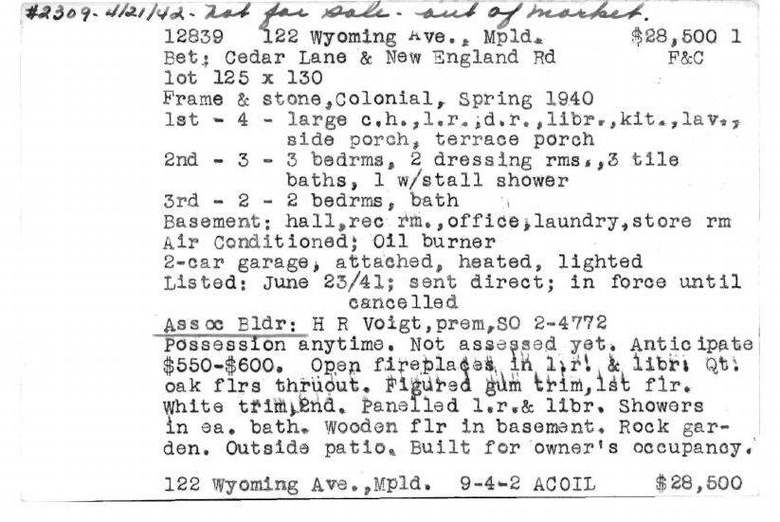 #2309- 4/21/42 - not for sale - out of market.
12839 122 Wyoming Ave., Mpld. $28,500 1
Bet; Cedar Lane & New England Rd F&C
lot 125 x 130
Frame & stone,Colonial, Spring 1940
1st - 4 - large c.h.,l.r.,d.r.,libr.,kit.,lav.,
side porch, terrace porch
2nd - 3 - 3 bedrms, 2 dressing rms.,3 tile
baths, 1 w/stall shower
3rd - 2 - 2 bedrms, bath
Basement: hall,rec rm.,office,laundry,store rm
Air Conditioned; Oil burner
2-car garage, attached, heated, lighted
Listed: June 23/41; sent direct; in force until
cancelled
Assoc Bldr: H R Voigt,prem,SO 2-4772
Possession anytime. Not assessed yet. Anticipate
$550-$600. Open fireplaces in l.r. & libr. Qt.
oak flrs thruout. Figured gum trim,1st flr.
White trim,2nd. Panelled l.r.& libr. Showers
in ea. bath. Wooden flr in basement. Rock gar-
den. Outside patio. Built for owner's occupancy.
122 Wyoming Ave.,Mpld. 9-4-2 ACOIL $28,500